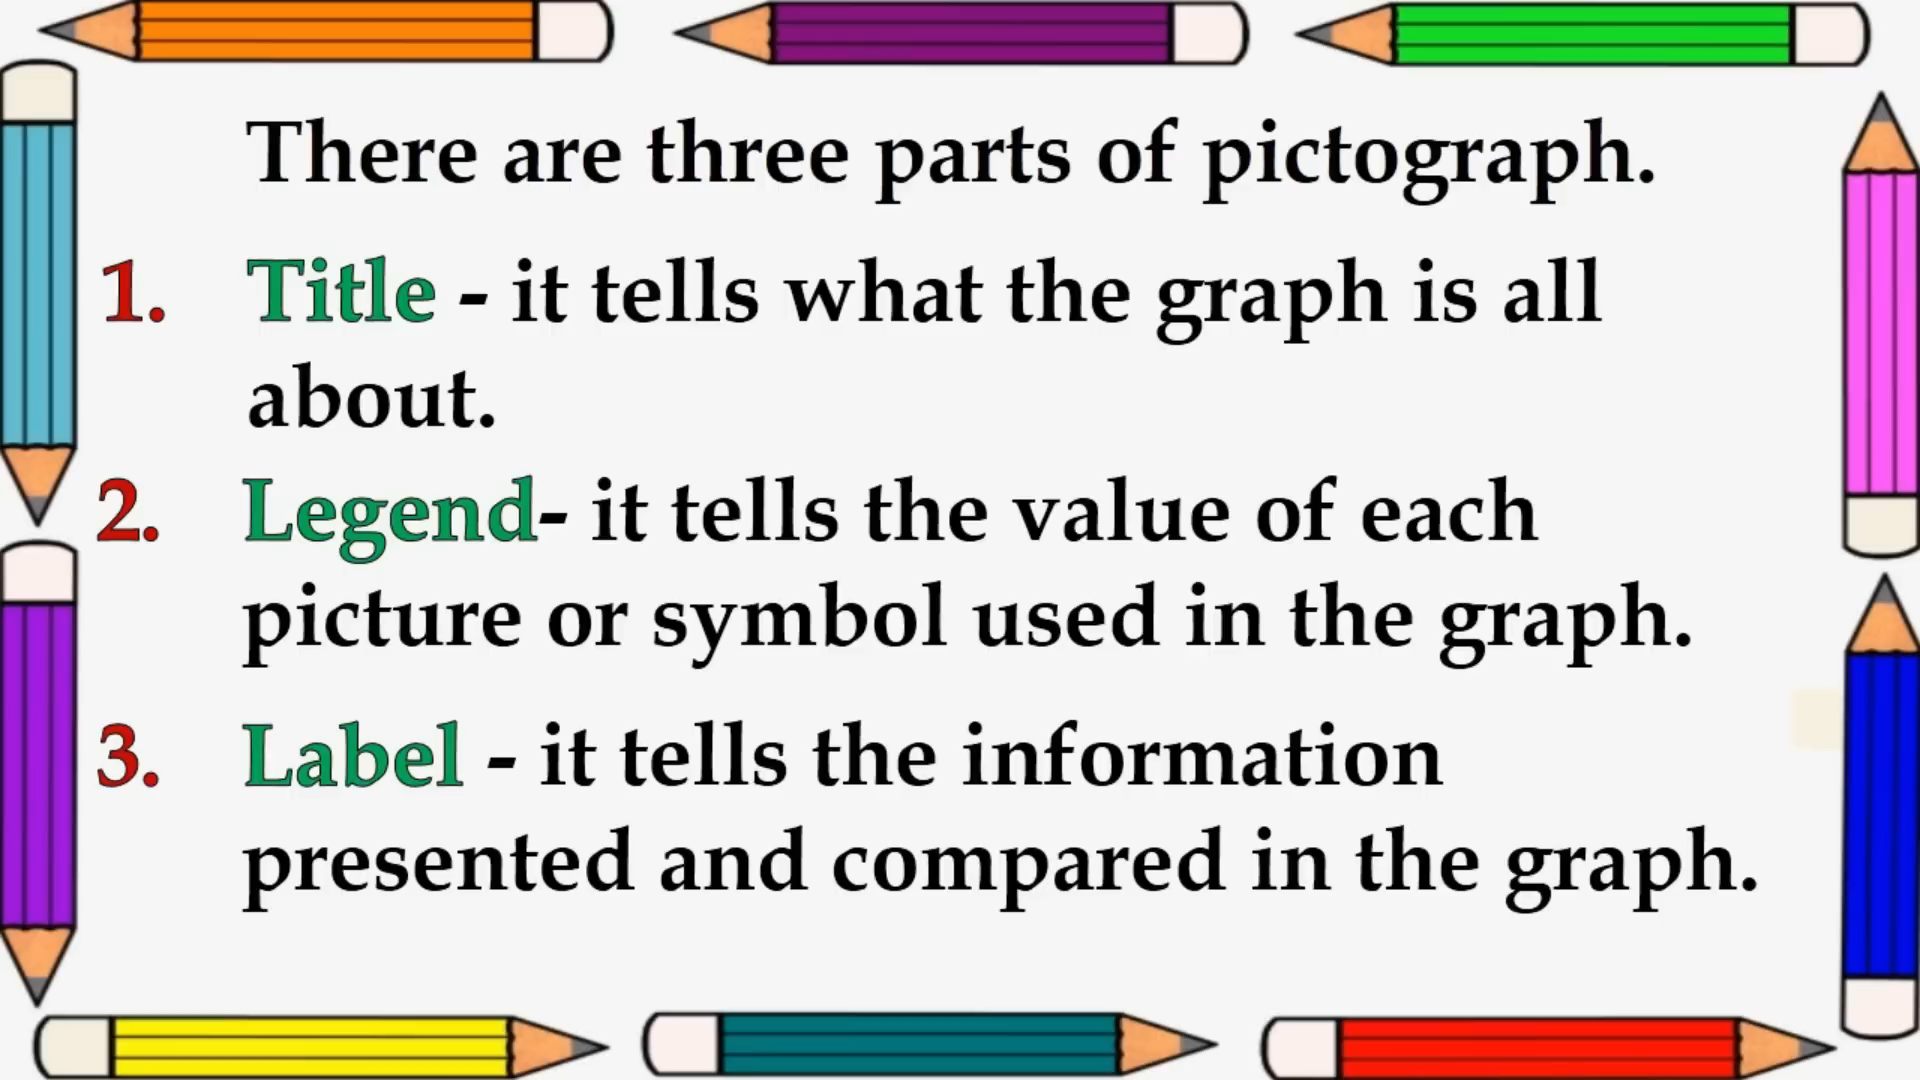 There are three parts of pictograph.
1. Title - it tells what the graph is all
about.
2. Legend- it tells the value of each
picture or symbol used in the graph.
3. Label - it tells the information
presented and compared in the graph.